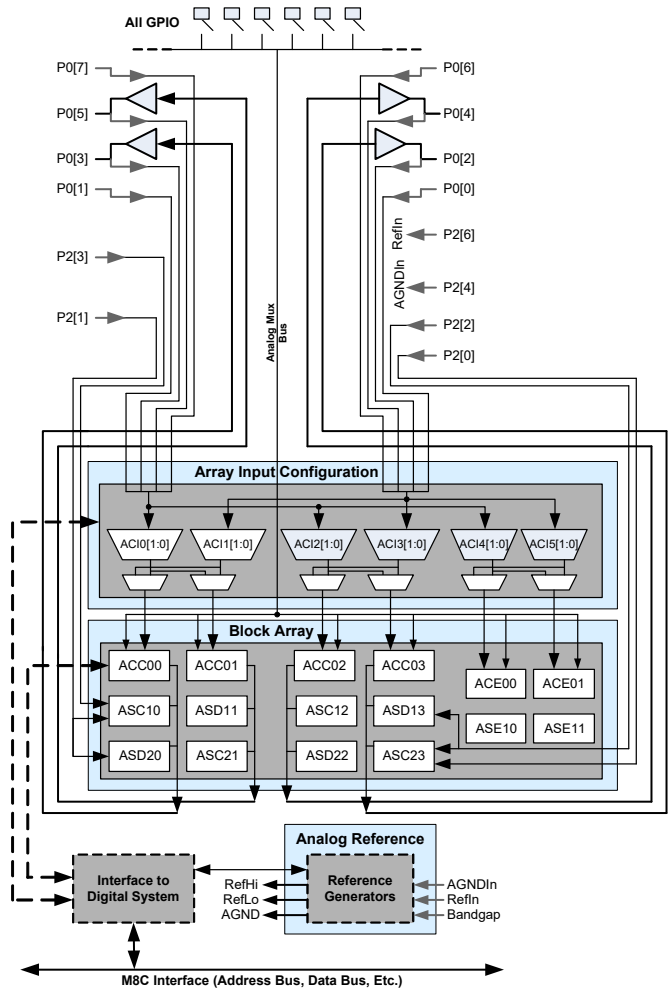 All GPIO
P0[7]
P0[6]
P0[5]
P0[4]
P0[3]
P0[2]
P0[1]
P0[0]
P2[6]
RefIn
P2[3]
P2[4]
AGNDIn
P2[1]
P2[2]
P2[0]
Analog Mux
Bus
Array Input Configuration
ACI0[1:0] ACI1[1:0] ACI2[1:0] ACI3[1:0] ACI4[1:0] ACI5[1:0]
Block Array
ACC00 ACC01 ACC02 ACC03
ACE00 ACE01
ASC10 ASD11 ASC12 ASD13
ASE10 ASE11
ASD20 ASC21 ASD22 ASC23
Analog Reference
Interface to
Digital System
RefHi
RefLo
AGND
Reference
Generators
AGNDIn
RefIn
Bandgap
M8C Interface (Address Bus, Data Bus, Etc.)